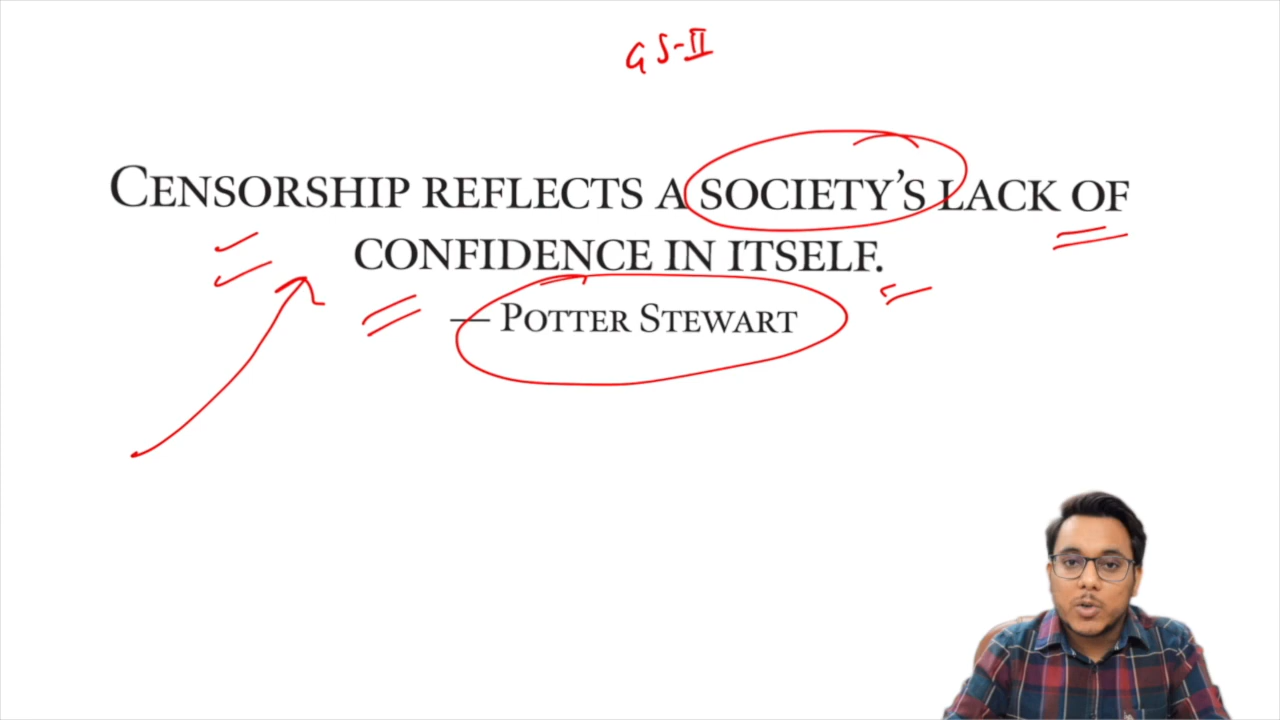 GS-II
CENSORSHIP REFLECTS A SOCIETY'S LACK OF
CONFIDENCE IN ITSELF.
— POTTER STEWART